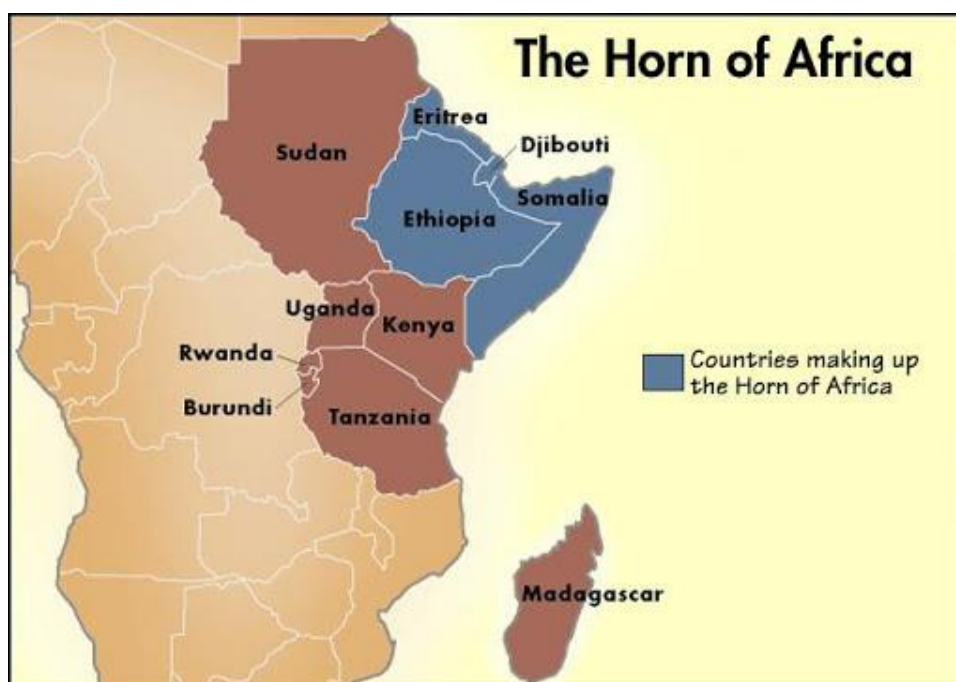 The Horn of Africa
Eritrea
Djibouti
Sudan
Somalia
Ethiopia
Uganda
Kenya
Rwanda
Countries making up
the Horn of Africa
Burundi
Tanzania
Madagascar